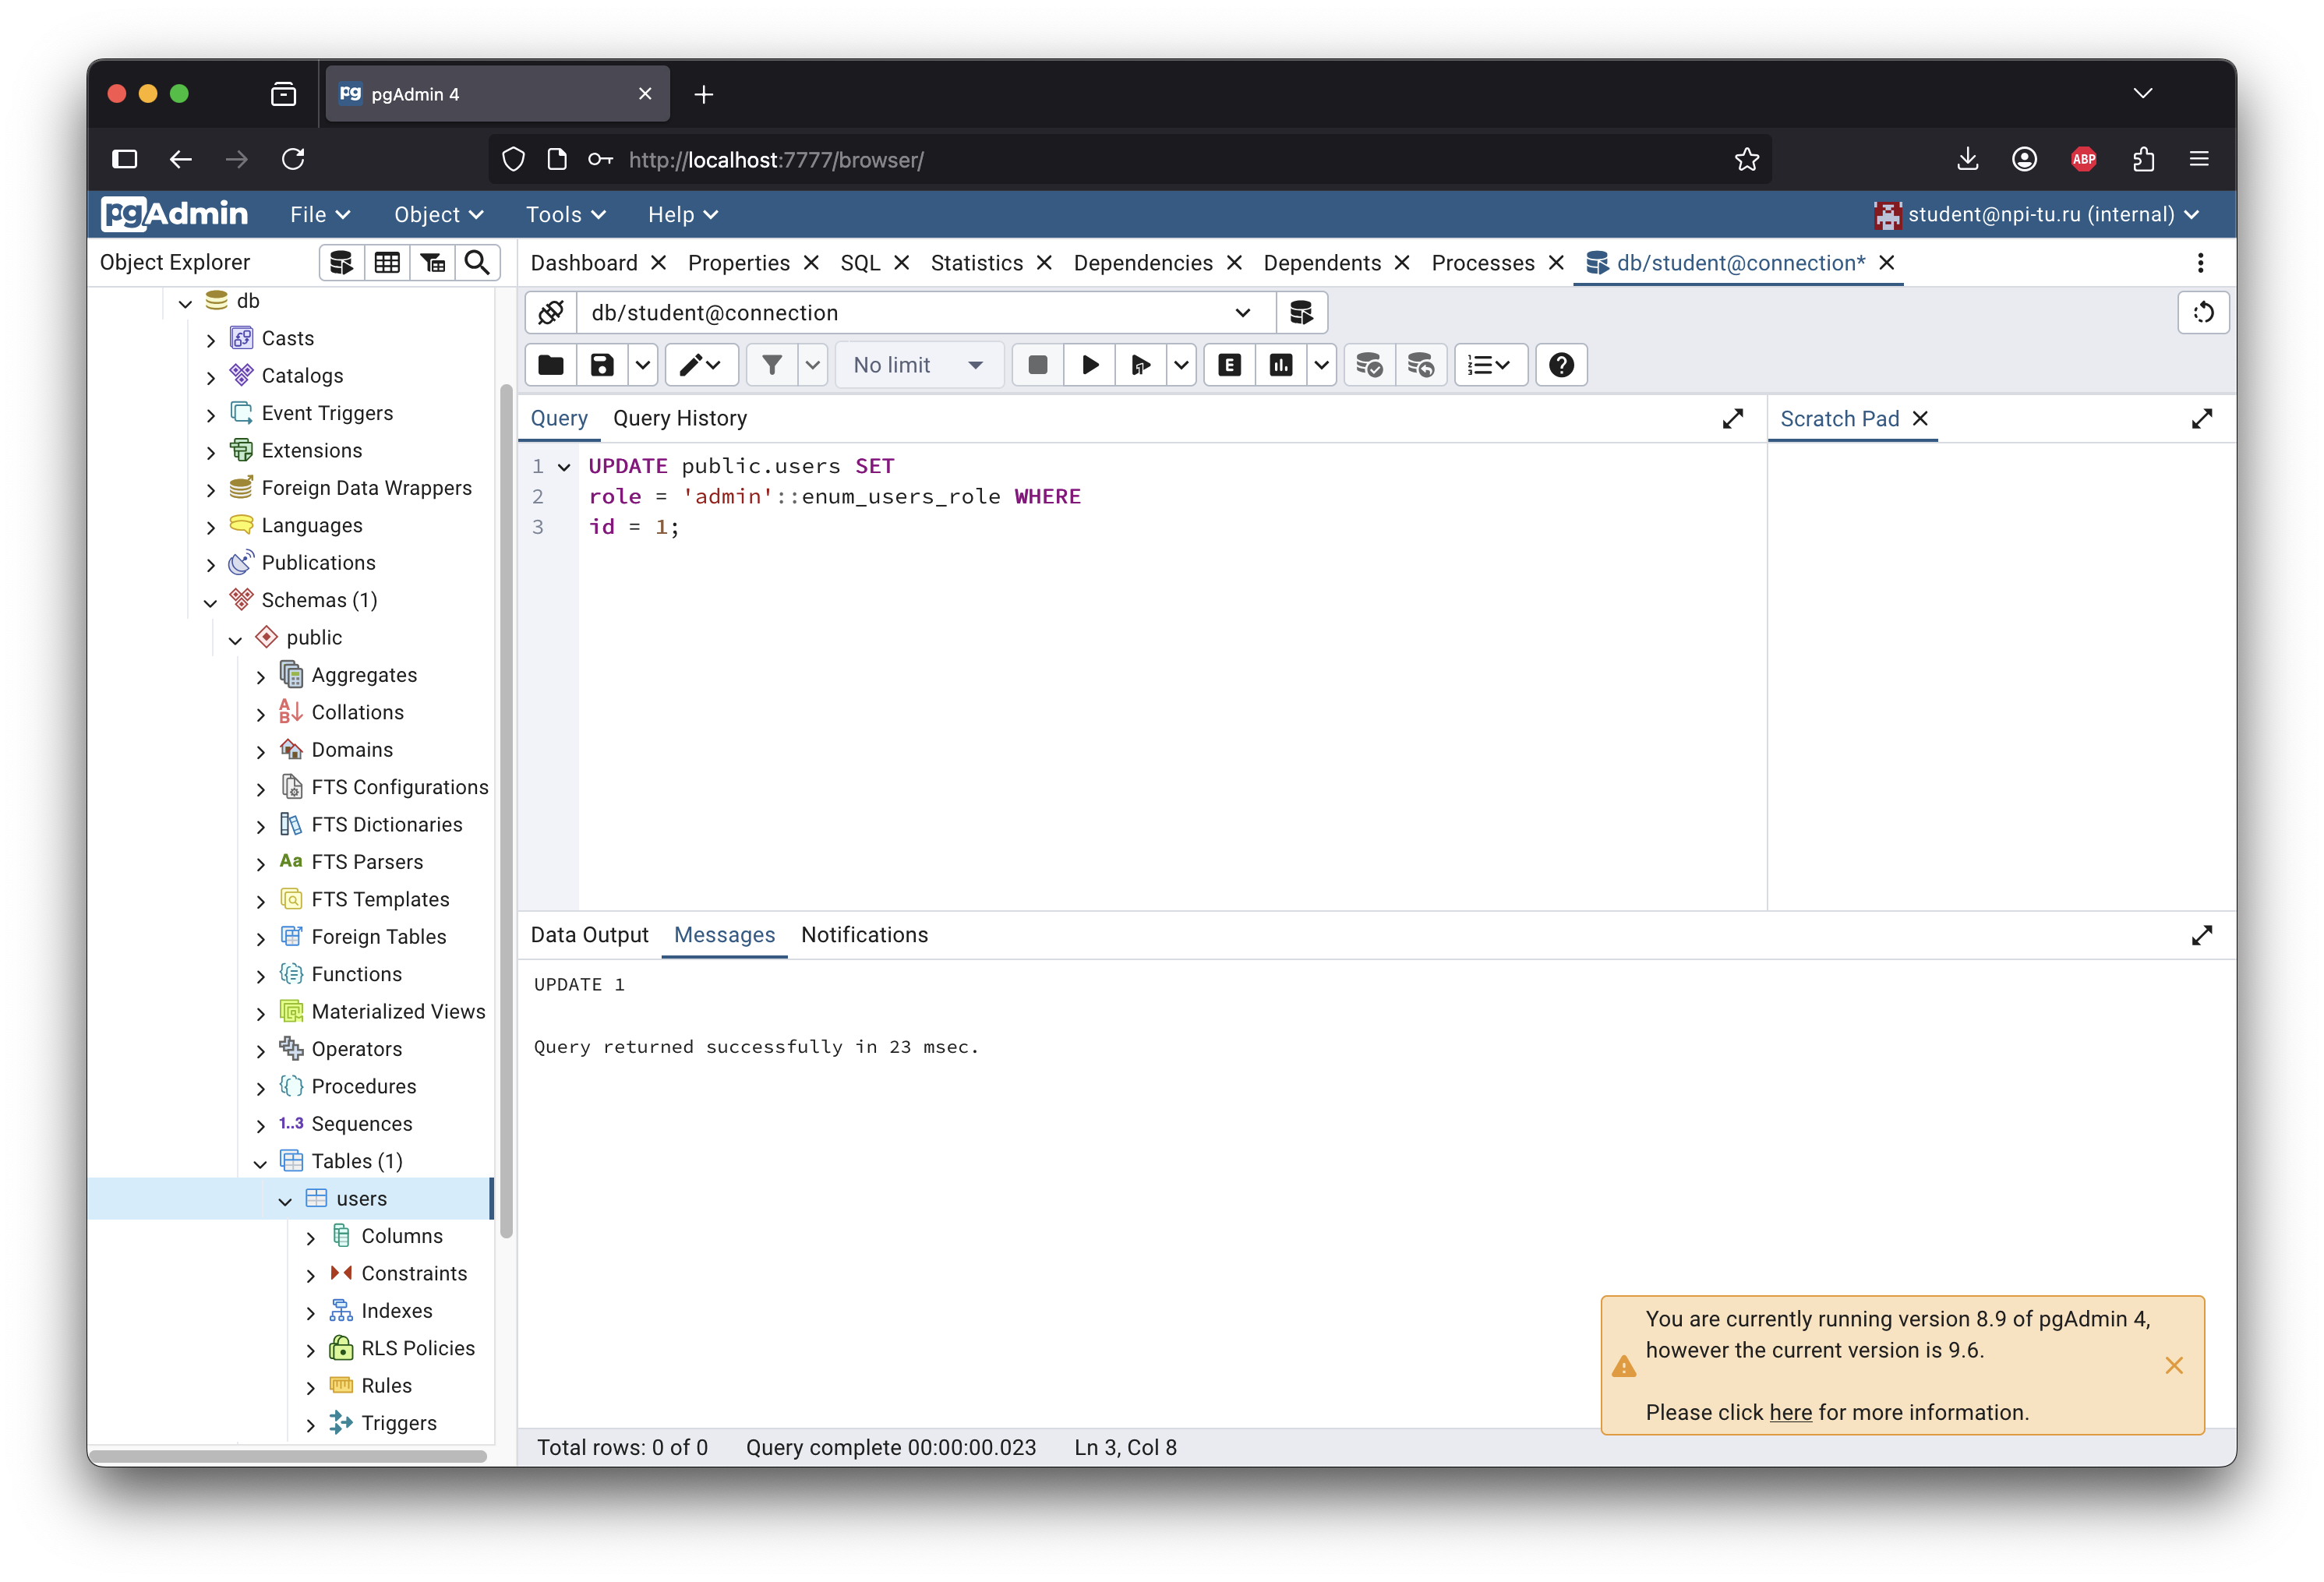 pgAdmin 4
http://localhost:7777/browser/
ABP
pgAdmin File Object Tools Help student@npi-tu.ru (internal)
Object Explorer
Dashboard Properties SQL Statistics Dependencies Dependents Processes db/student@connection*
db/student@connection
No limit
E
Query Query History
Scratch Pad
1 UPDATE public.users SET
2 role = 'admin'::enum_users_role WHERE
3 id = 1;
db
Casts
Catalogs
Event Triggers
Extensions
Foreign Data Wrappers
Languages
Publications
Schemas (1)
public
Aggregates
Collations
Domains
FTS Configurations
FTS Dictionaries
Aa FTS Parsers
FTS Templates
Foreign Tables
Functions
Materialized Views
Operators
Procedures
1..3 Sequences
Tables (1)
users
Columns
Constraints
Indexes
RLS Policies
Rules
Triggers
Data Output Messages Notifications
UPDATE 1
Query returned successfully in 23 msec.
You are currently running version 8.9 of pgAdmin 4,
however the current version is 9.6.
Please click here for more information.
Total rows: 0 of 0 Query complete 00:00:00.023 Ln 3, Col 8